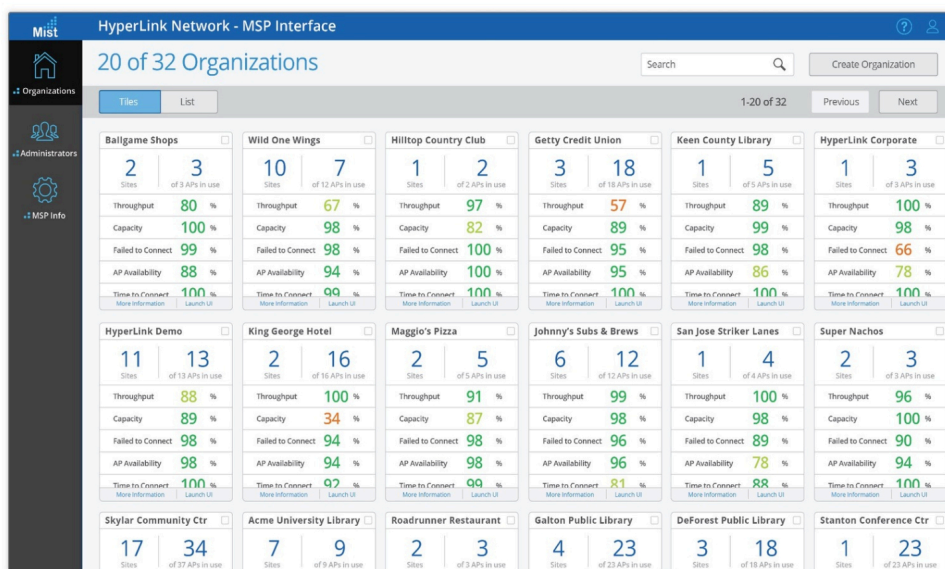 Mist
HyperLink Network - MSP Interface
?
Organizations
Administrators
MSP Info
20 of 32 Organizations
Search
Create Organization
Tiles
List
1-20 of 32
Previous
Next
Ballgame Shops
2 3
Sites of 3 APs in use
Throughput 80 %
Capacity 100 %
Failed to Connect 99 %
AP Availability 88 %
Time to Connect 100 %
More Information Launch UI
Wild One Wings
10 7
Sites of 12 APs in use
Throughput 67 %
Capacity 98 %
Failed to Connect 98 %
AP Availability 94 %
Time to Connect 99 %
More Information Launch UI
Hilltop Country Club
1 2
Sites of 2 APs in use
Throughput 97 %
Capacity 82 %
Failed to Connect 100 %
AP Availability 100 %
Time to Connect 100 %
More Information Launch UI
Getty Credit Union
3 18
Sites of 18 APs in use
Throughput 57 %
Capacity 89 %
Failed to Connect 95 %
AP Availability 95 %
Time to Connect 100 %
More Information Launch UI
Keen County Library
1 5
Sites of 5 APs in use
Throughput 89 %
Capacity 99 %
Failed to Connect 98 %
AP Availability 86 %
Time to Connect 100 %
More Information Launch UI
HyperLink Corporate
1 3
Sites of 3 APs in use
Throughput 100 %
Capacity 98 %
Failed to Connect 66 %
AP Availability 78 %
Time to Connect 100 %
More Information Launch UI
HyperLink Demo
11 13
Sites of 13 APs in use
Throughput 88 %
Capacity 89 %
Failed to Connect 98 %
AP Availability 98 %
Time to Connect 100 %
More Information Launch UI
King George Hotel
2 16
Sites of 16 APs in use
Throughput 100 %
Capacity 34 %
Failed to Connect 94 %
AP Availability 94 %
Time to Connect 92 %
More Information Launch UI
Maggio's Pizza
2 5
Sites of 5 APs in use
Throughput 91 %
Capacity 87 %
Failed to Connect 98 %
AP Availability 98 %
Time to Connect 99 %
More Information Launch UI
Johnny's Subs & Brews
6 12
Sites of 12 APs in use
Throughput 99 %
Capacity 98 %
Failed to Connect 96 %
AP Availability 96 %
Time to Connect 81 %
More Information Launch UI
San Jose Striker Lanes
1 4
Sites of 4 APs in use
Throughput 100 %
Capacity 98 %
Failed to Connect 89 %
AP Availability 78 %
Time to Connect 88 %
More Information Launch UI
Super Nachos
2 3
Sites of 3 APs in use
Throughput 96 %
Capacity 100 %
Failed to Connect 90 %
AP Availability 94 %
Time to Connect 100 %
More Information Launch UI
Skylar Community Ctr
17 34
Sites of 37 APs in use
Acme University Library
7 9
Sites of 9 APs in use
Roadrunner Restaurant
2 3
Sites of 3 APs in use
Galton Public Library
4 23
Sites of 23 APs in use
DeForest Public Library
3 18
Sites of 18 APs in use
Stanton Conference Ctr
1 23
Sites of 23 APs in use